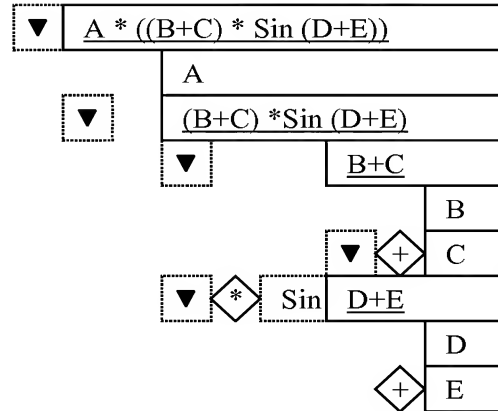 ▼ A * ((B+C) * Sin (D+E))
A
▼ (B+C) *Sin (D+E)
▼ B+C
B
▼ + C
▼ * Sin D+E
D
+ E